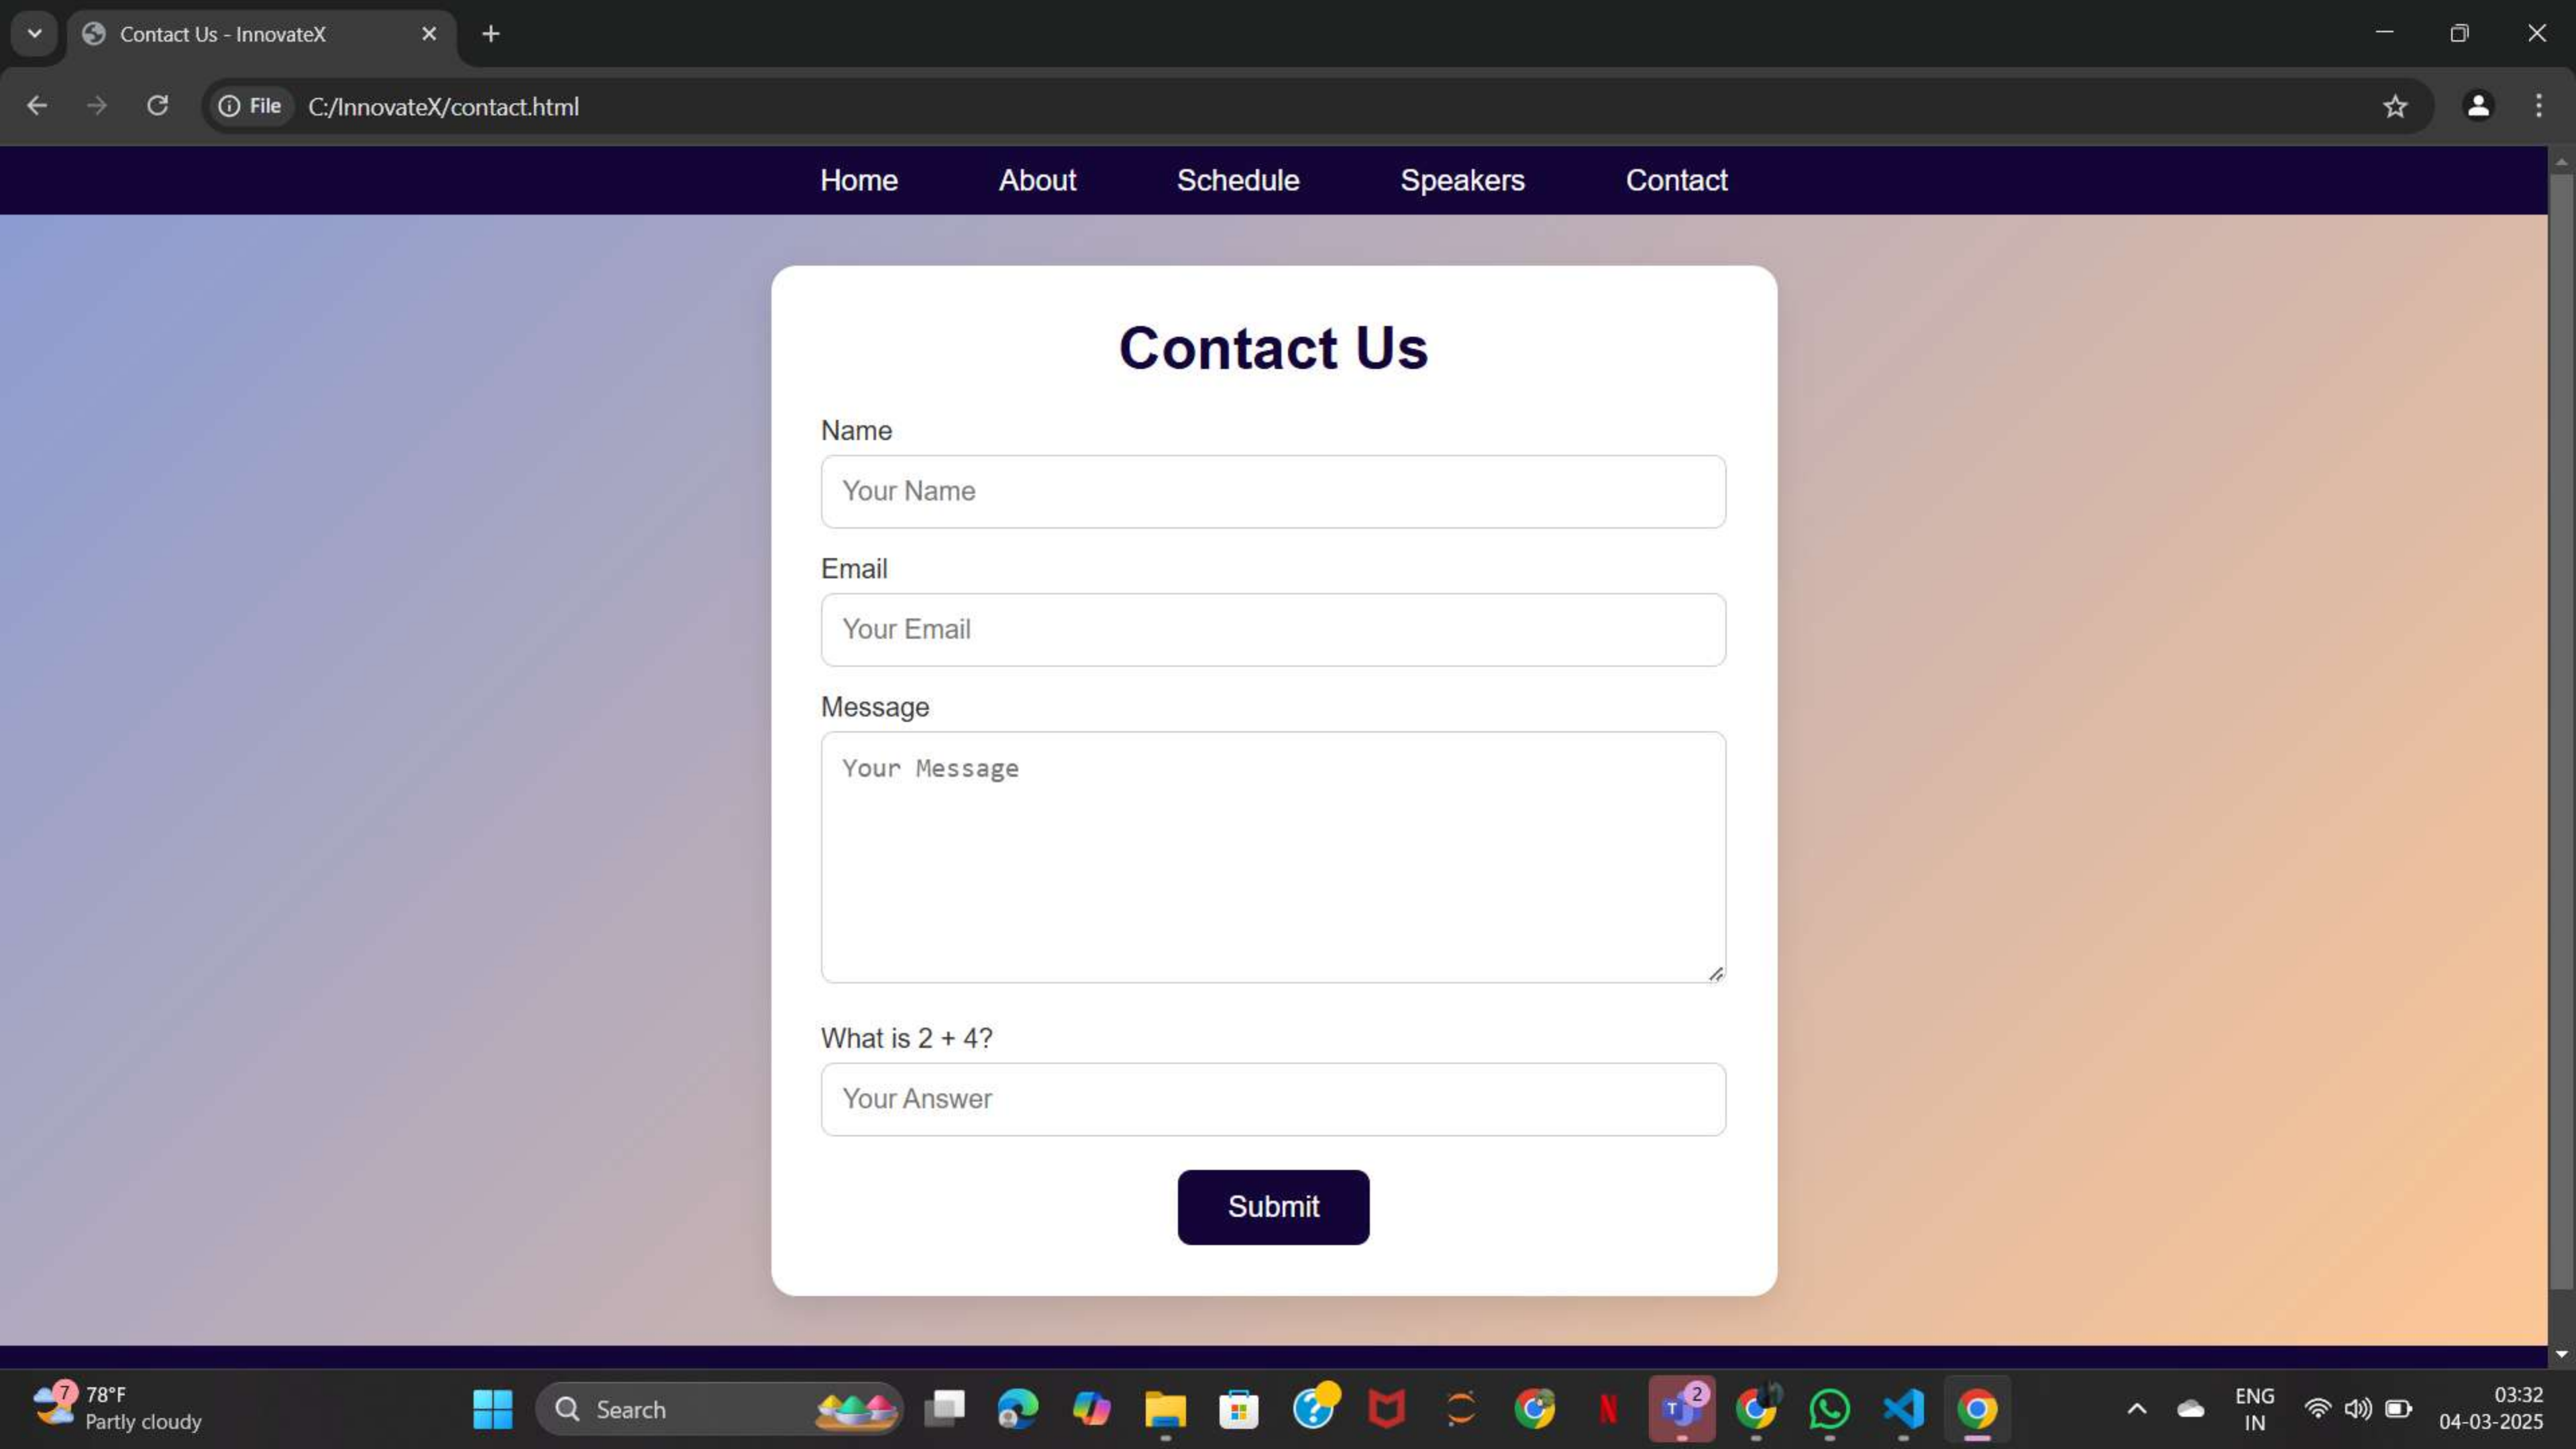 Contact Us - InnovateX
File C:/InnovateX/contact.html
Home About Schedule Speakers Contact
Contact Us
Name
Your Name
Email
Your Email
Message
Your Message
What is 2 + 4?
Your Answer
Submit
7 78°F
Partly cloudy
Search
N
T 2
ENG
IN
03:32
04-03-2025